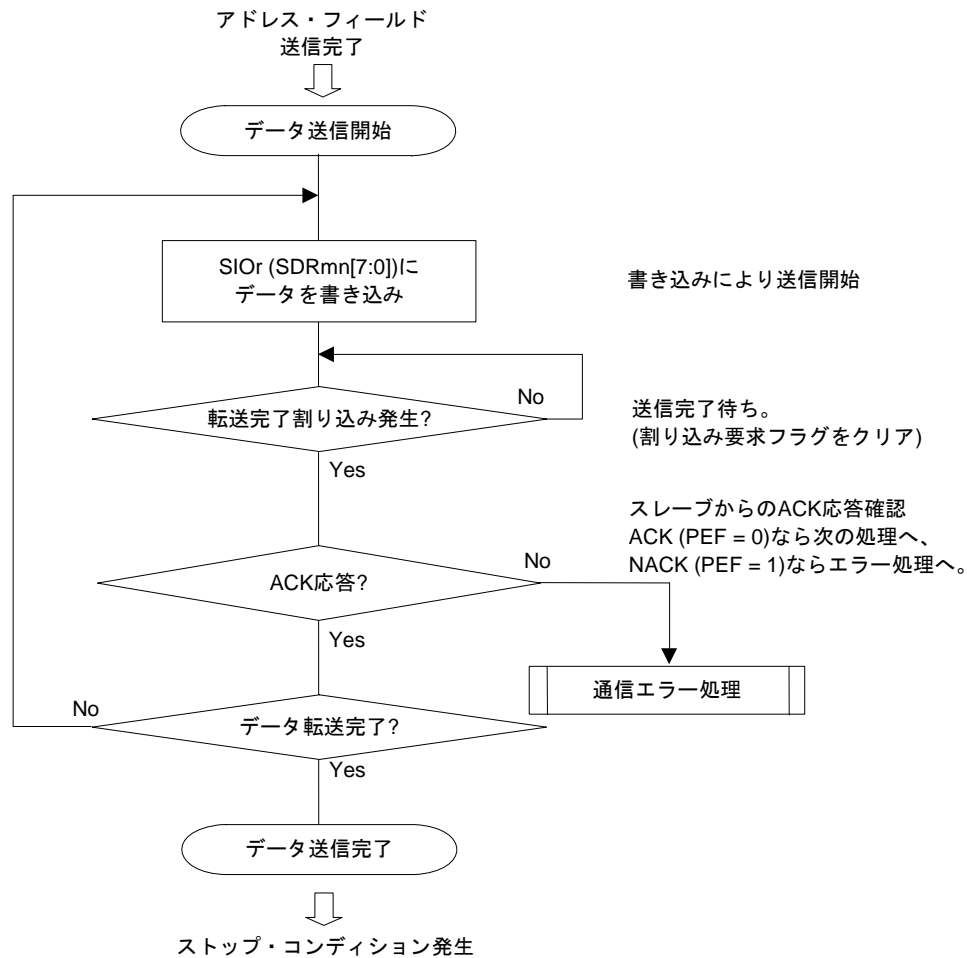 アドレス・フィールド
送信完了
データ送信開始
SIOr (SDRmn[7:0])に
データを書き込み
書き込みにより送信開始
転送完了割り込み発生?
No
送信完了待ち。
(割り込み要求フラグをクリア)
Yes
スレーブからのACK応答確認
ACK (PEF = 0)なら次の処理へ、
NACK (PEF = 1)ならエラー処理へ。
ACK応答?
No
Yes
通信エラー処理
No
データ転送完了?
Yes
データ送信完了
ストップ・コンディション発生